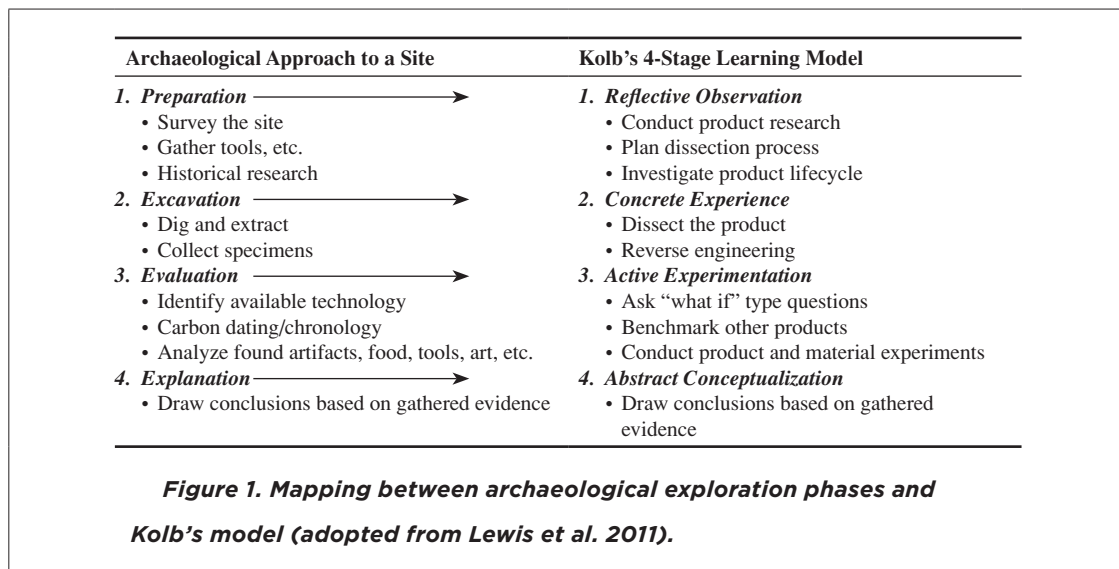 Archaeological Approach to a Site Kolb's 4-Stage Learning Model
1. Preparation 1. Reflective Observation
• Survey the site • Conduct product research
• Gather tools, etc. • Plan dissection process
• Historical research • Investigate product lifecycle
2. Excavation 2. Concrete Experience
• Dig and extract • Dissect the product
• Collect specimens • Reverse engineering
3. Evaluation 3. Active Experimentation
• Identify available technology • Ask “what if” type questions
• Carbon dating/chronology • Benchmark other products
• Analyze found artifacts, food, tools, art, etc. • Conduct product and material experiments
4. Explanation 4. Abstract Conceptualization
• Draw conclusions based on gathered evidence • Draw conclusions based on gathered
evidence
Figure 1. Mapping between archaeological exploration phases and
Kolb’s model (adopted from Lewis et al. 2011).